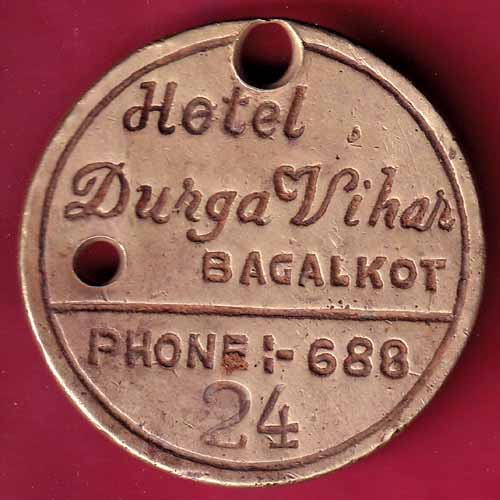 Hotel
Durga Vihar
BAGALKOT
PHONE :- 688
24